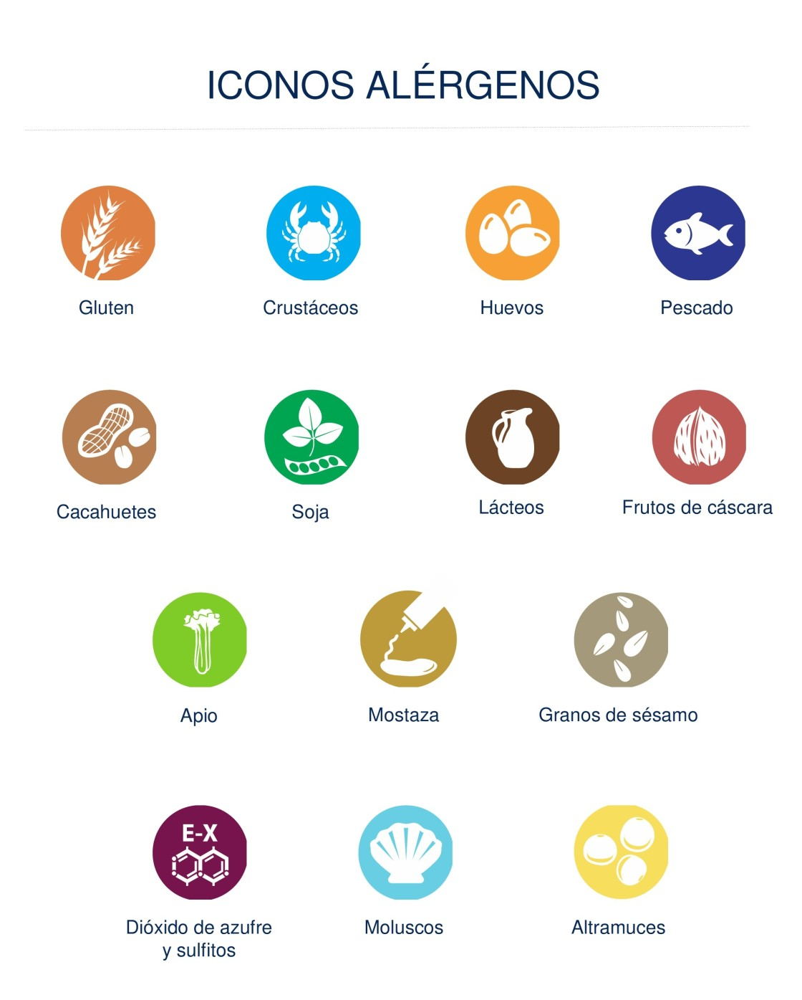 ICONOS ALÉRGENOS
Gluten
Crustáceos
Huevos
Pescado
Cacahuetes
Soja
Lácteos
Frutos de cáscara
Apio
Mostaza
Granos de sésamo
E-X
Dióxido de azufre
y sulfitos
Moluscos
Altramuces